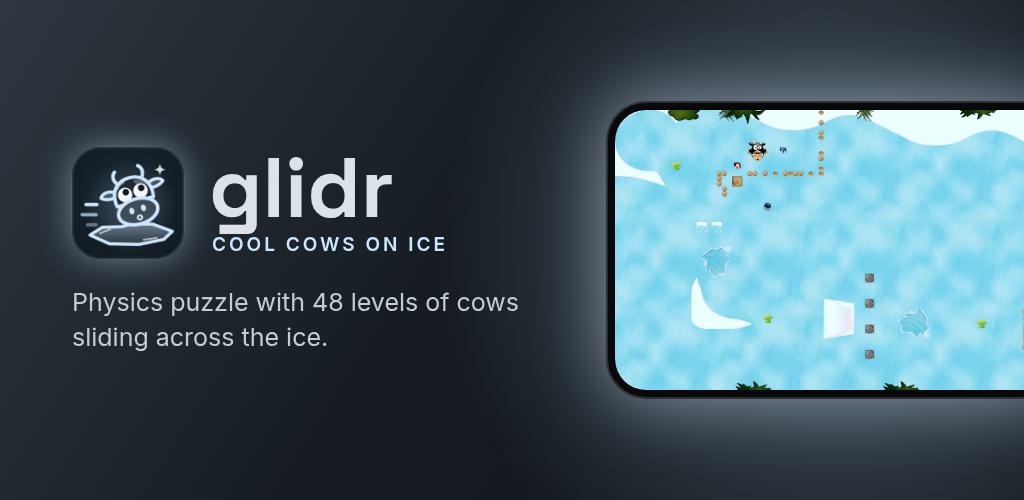 glidr
COOL COWS ON ICE
Physics puzzle with 48 levels of cows
sliding across the ice.